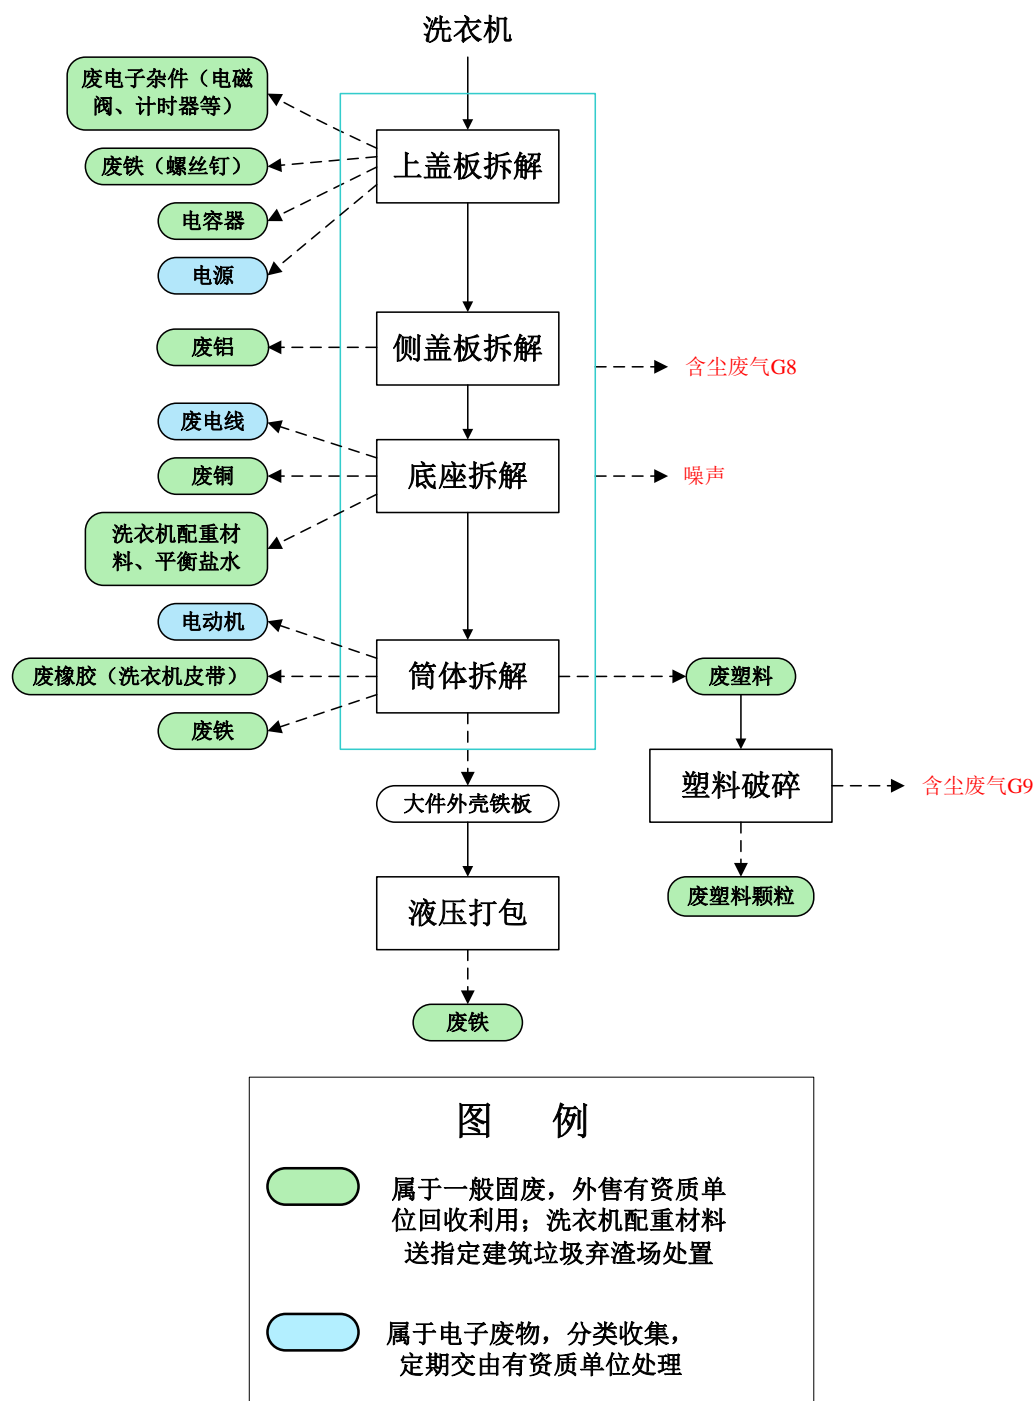 洗衣机
废电子杂件（电磁
阀、计时器等）
上盖板拆解
废铁（螺丝钉）
电容器
电源
废铝
侧盖板拆解
含尘废气G8
废电线
废铜
底座拆解
噪声
洗衣机配重材
料、平衡盐水
电动机
废橡胶（洗衣机皮带）
筒体拆解
废塑料
废铁
塑料破碎
含尘废气G9
大件外壳铁板
废塑料颗粒
液压打包
废铁
图 例
属于一般固废，外售有资质单
位回收利用；洗衣机配重材料
送指定建筑垃圾弃渣场处置
属于电子废物，分类收集，
定期交由有资质单位处理